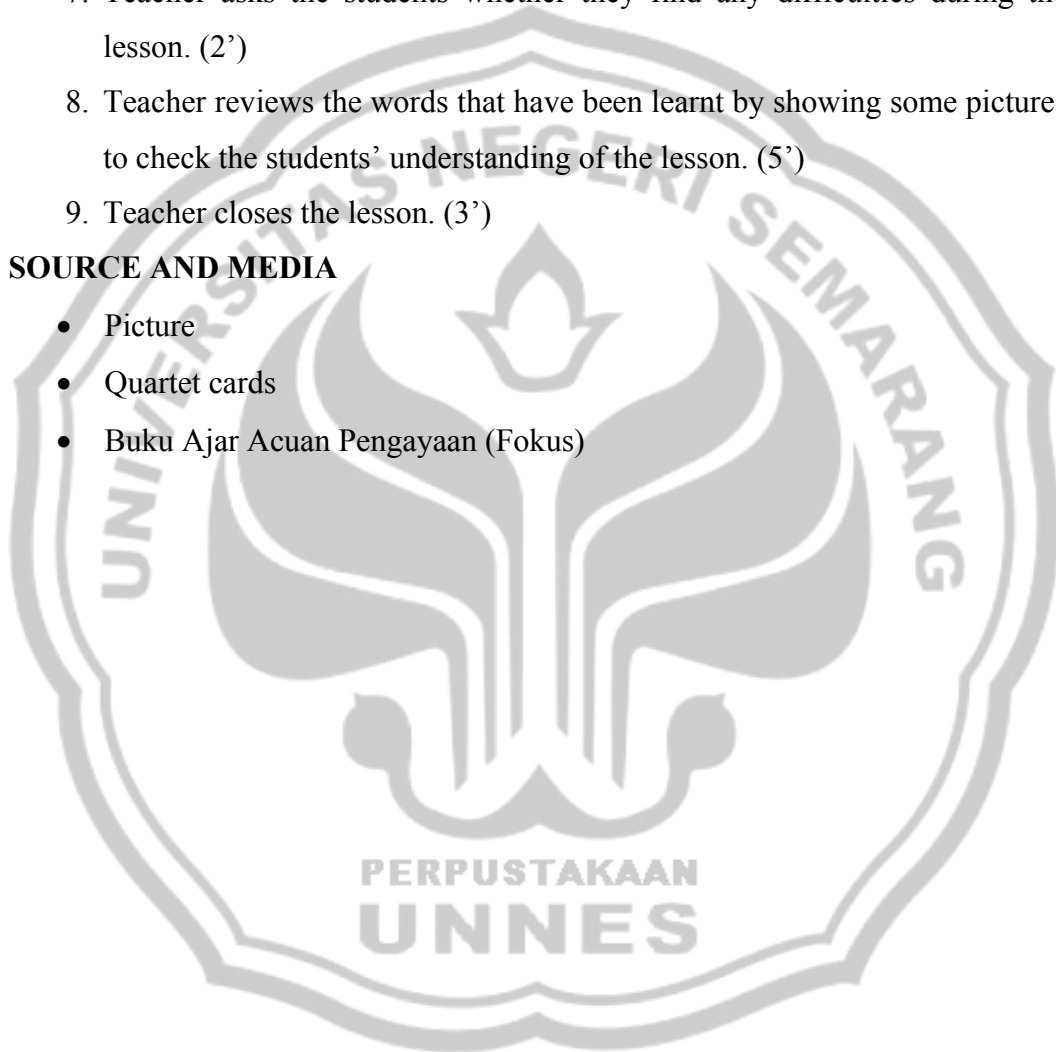 7. Teacher asks the students whether they find any difficulties during
lesson. (2’)
8. Teacher reviews the words that have been learnt by showing some picture
to check the students’ understanding of the lesson. (5’)
9. Teacher closes the lesson. (3’)
SOURCE AND MEDIA
• Picture
• Quartet cards
• Buku Ajar Acuan Pengayaan (Fokus)
UNIVERSITAS NEGERI SEMARANG
PERPUSTAKAAN
UNNES